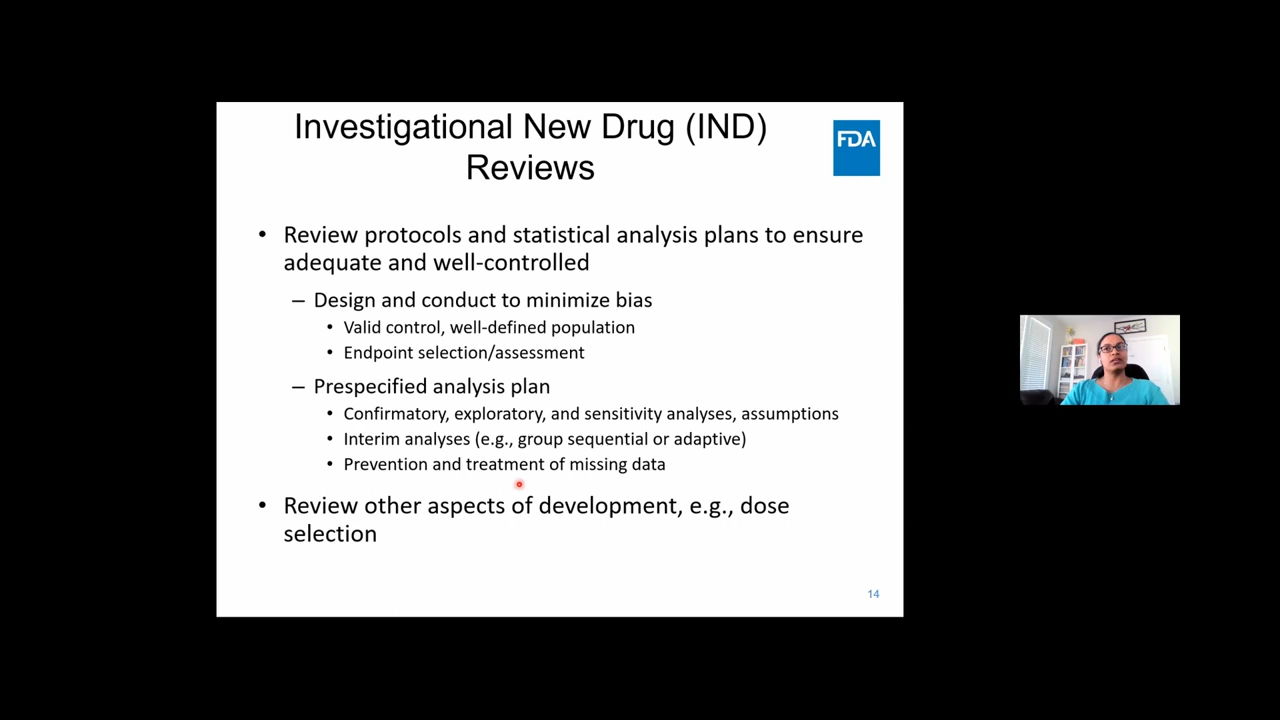 Investigational New Drug (IND)
Reviews
FDA
• Review protocols and statistical analysis plans to ensure
adequate and well-controlled
– Design and conduct to minimize bias
• Valid control, well-defined population
• Endpoint selection/assessment
– Prespecified analysis plan
• Confirmatory, exploratory, and sensitivity analyses, assumptions
• Interim analyses (e.g., group sequential or adaptive)
• Prevention and treatment of missing data
• Review other aspects of development, e.g., dose
selection
14